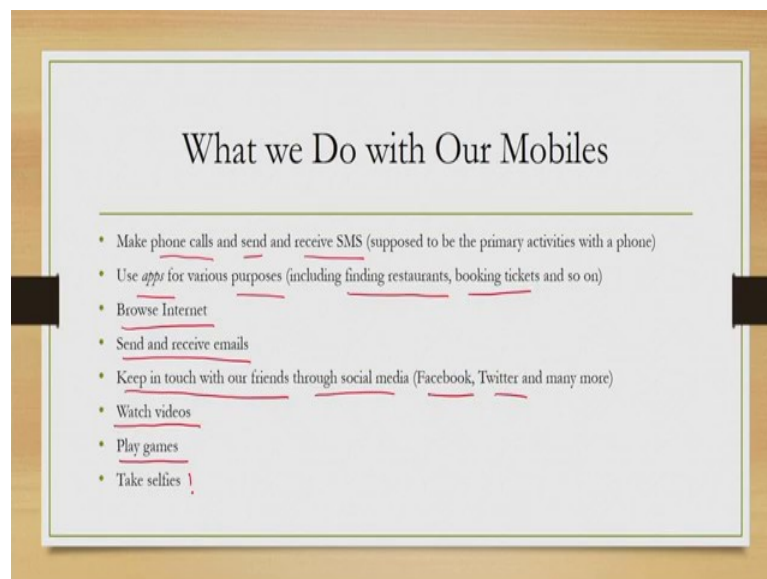 What we Do with Our Mobiles
• Make phone calls and send and receive SMS (supposed to be the primary activities with a phone)
• Use apps for various purposes (including finding restaurants, booking tickets and so on)
• Browse Internet
• Send and receive emails
• Keep in touch with our friends through social media (Facebook, Twitter and many more)
• Watch videos
• Play games
• Take selfies !